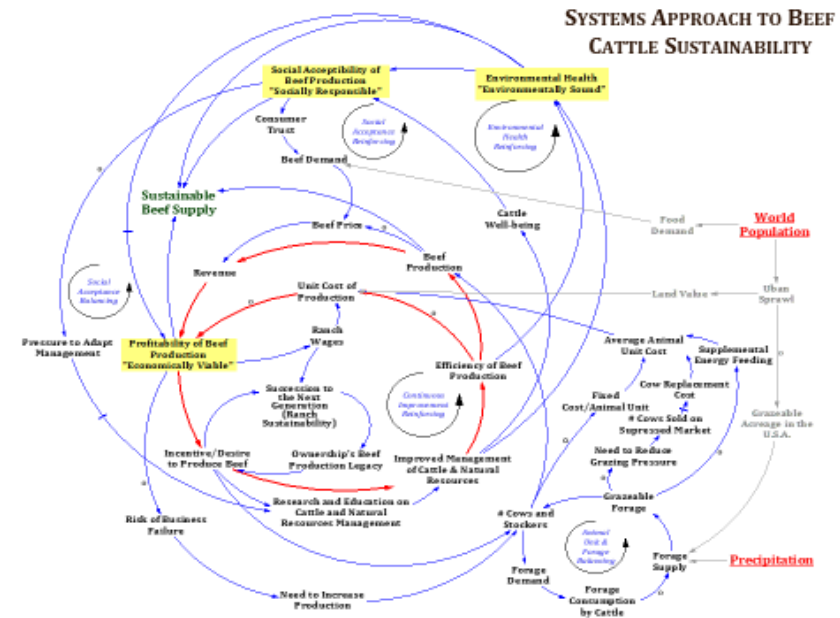 SYSTEMS APPROACH TO BEEF
CATTLE SUSTAINABILITY
Social Acceptibility of
Beef Production
"Socially Responsible"
Environmental Health
"Environmentally Sound"
Consumer
Trust
Social
Acceptance
Reinforcing
Environmental
Health
Reinforcing
Beef Demand
Sustainable
Beef Supply
Cattle
Well-being
Food
Demand
World
Population
Beef Price
Beef
Production
Revenue
Social
Acceptance
Balancing
Unit Cost of
Production
Land Value
Uban
Sprawl
Ranch
Wages
Pressure to Adapt
Management
Profitability of Beef
Production
"Economically Viable"
Average Animal
Unit Cost
Supplemental
Energy Feeding
Efficiency of Beef
Production
Succession to
the Next
Generation
(Ranch
Sustainability)
Continuous
Improvement
Reinforcing
Cow Replacement
Cost
Fixed
Cost/Animal Unit
# Cows Sold on
Supressed Market
Grazeable
Acreage in the
U.S.A.
Incentive/Desire
to Produce Beef
Ownership's Beef
Production Legacy
Improved Management
of Cattle & Natural
Resources
Need to Reduce
Grazing Pressure
Research and Education on
Cattle and Natural
Resources Management
Grazeable
Forage
# Cows and
Stockers
Risk of Business
Failure
Animal
Unit &
Forage
Balancing
Forage
Supply
Precipitation
Forage
Demand
Need to Increase
Production
Forage
Consumption
by Cattle